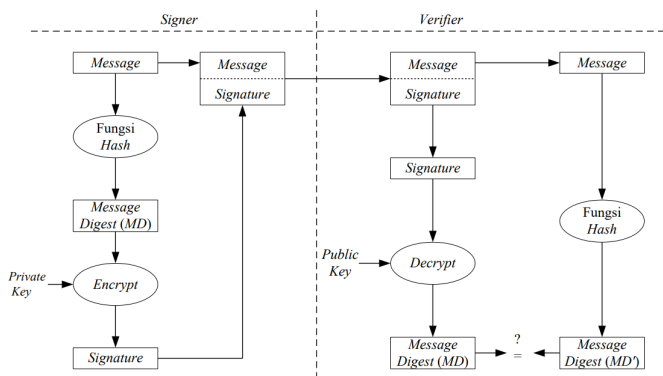 Signer
Verifier
Message
Message
Signature
Message
Signature
Message
Fungsi
Hash
Signature
Message
Digest (MD)
Fungsi
Hash
Private
Key
Encrypt
Public
Key
Decrypt
Signature
Message
Digest (MD)
?
=
Message
Digest (MD')